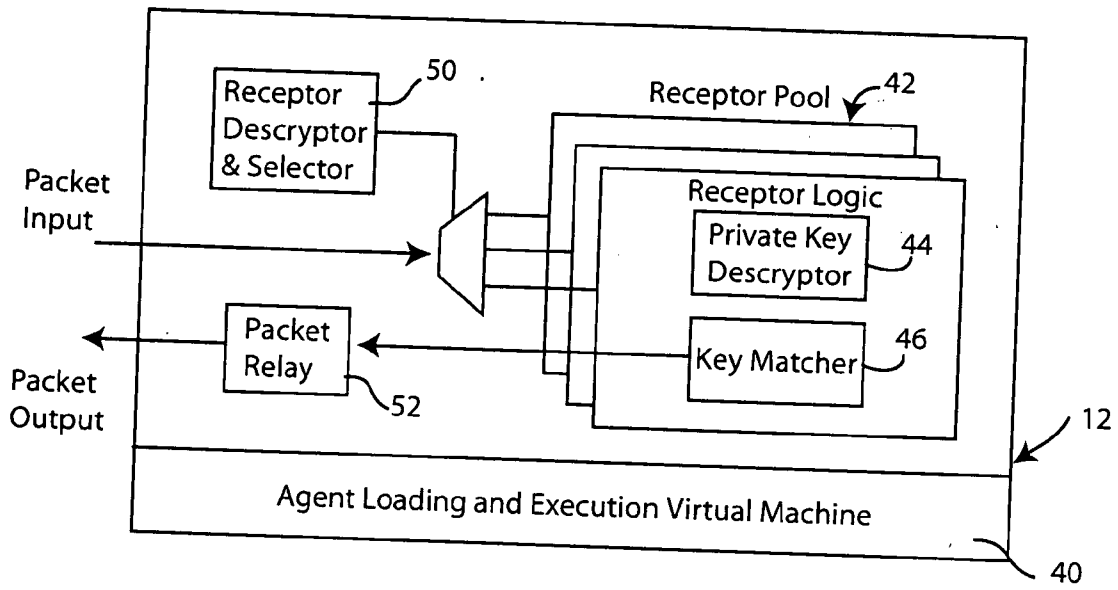 50
Receptor
Descryptor
& Selector
Receptor Pool
42
Packet
Input
Receptor Logic
Private Key
Descryptor
44
Packet
Relay
52
Key Matcher
46
Packet
Output
12
Agent Loading and Execution Virtual Machine
40